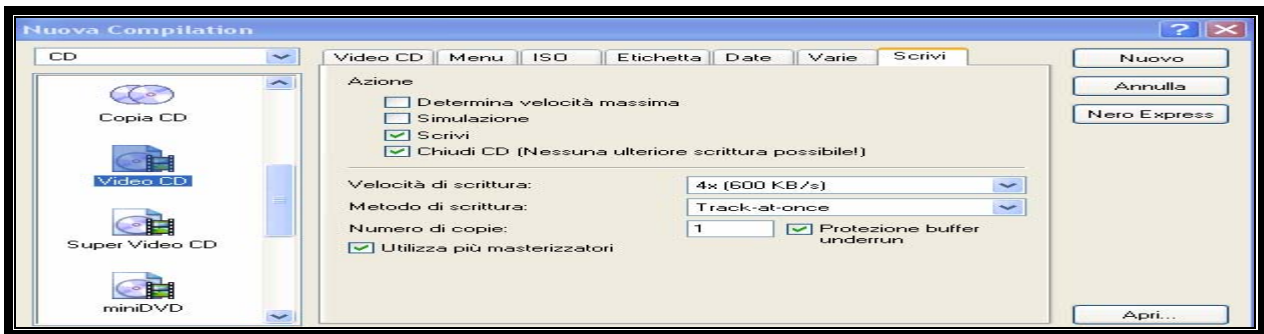 Nuova Compilation
CD
Copia CD
Video CD
Super Video CD
miniDVD
Video CD Menu ISO Etichetta Date Varie Scrivi
Azione
Determina velocità massima
Simulazione
Scrivi
Chiudi CD (Nessuna ulteriore scrittura possibile!)
Velocità di scrittura: 4x (600 KB/s)
Metodo di scrittura: Track-at-once
Numero di copie: 1 Protezione buffer
underrun
Utilizza più masterizzatori
Nuovo
Annulla
Nero Express
Apri...